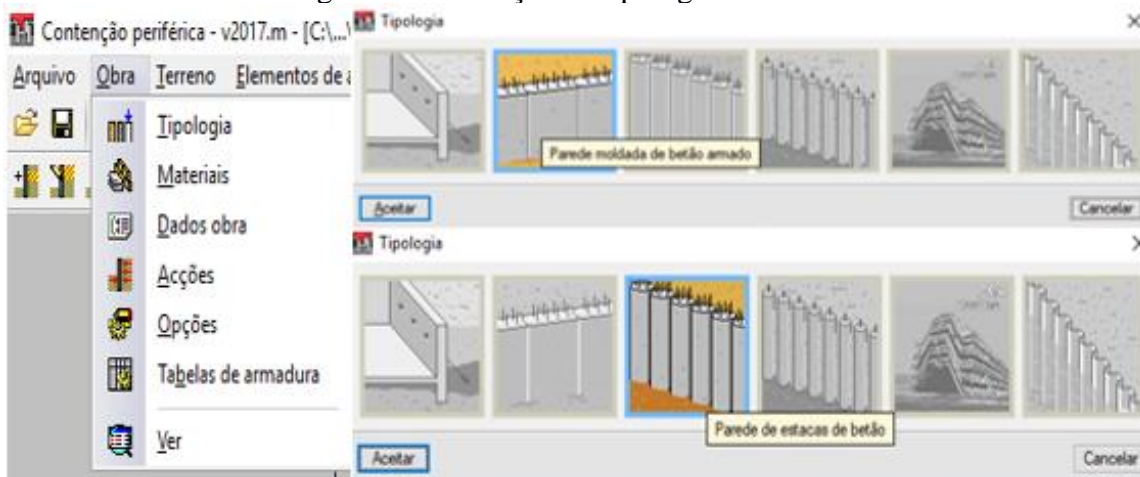 Contenção periférica - v2017.m - [C:\...\
Arquivo Obra Terreno Elementos de a
Tipologia
Materiais
Dados obra
Acções
Opções
Tabelas de armadura
Ver
Tipologia
Parede moldada de betão armado
Aceitar Cancelar
Tipologia
Parede de estacas de betão
Aceitar Cancelar